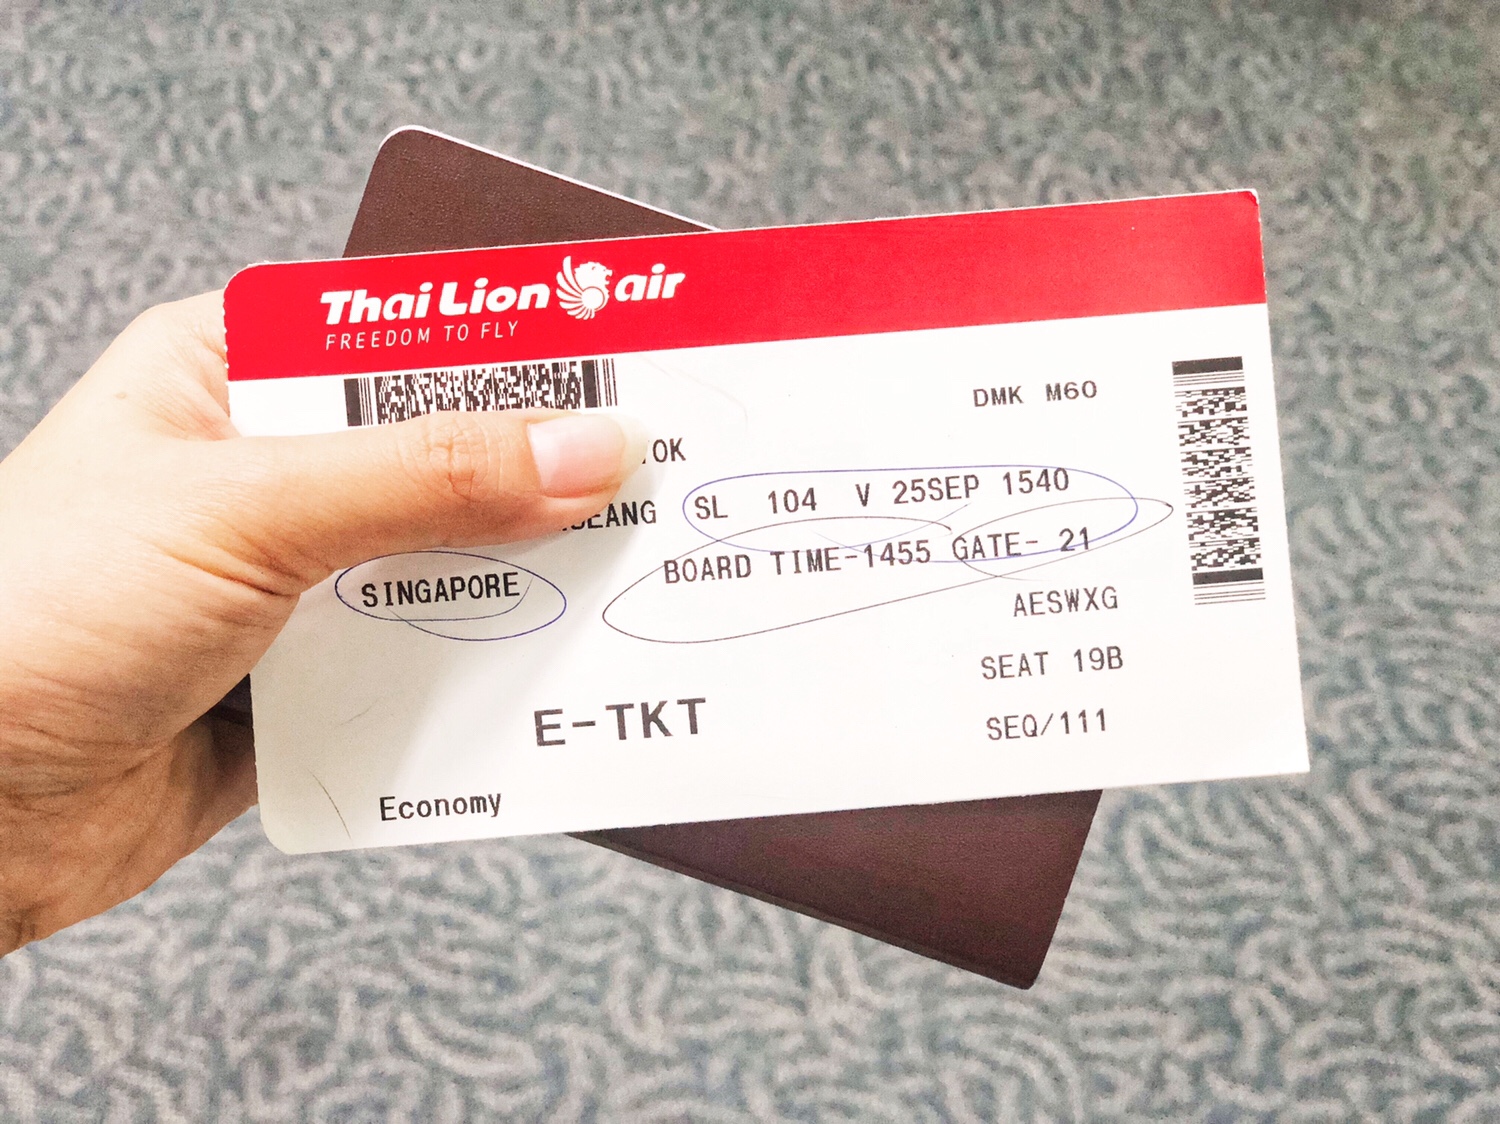 Thai Lion air
FREEDOM TO FLY
DMK M60
SL 104 V 25SEP 1540
SINGAPORE
BOARD TIME-1455 GATE- 21
AESWXG
SEAT 19B
E-TKT
SEQ/111
Economy